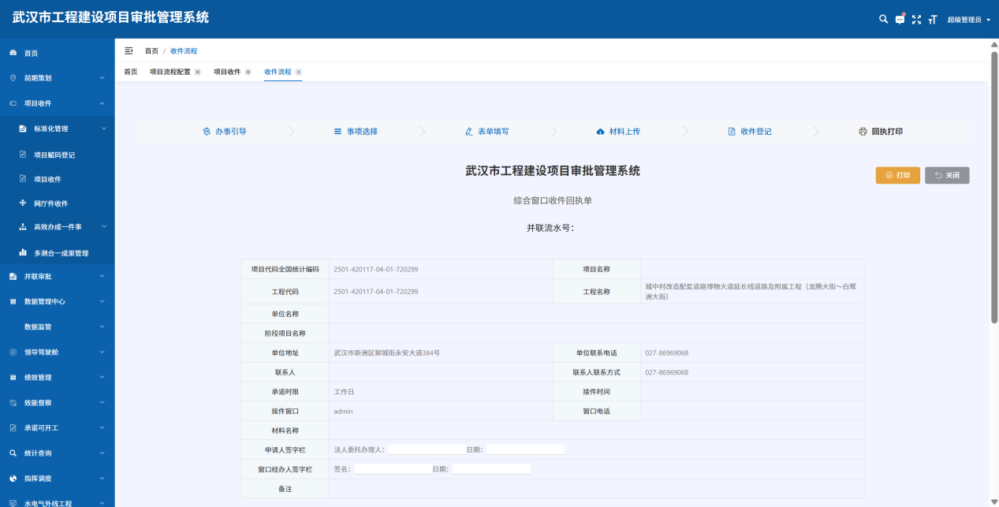 武汉市工程建设项目审批管理系统
超级管理员
首页
前期策划
项目收件
标准化管理
项目赋码登记
项目收件
网厅件收件
高效办成一件事
多测合一成果管理
并联审批
数据管理中心
数据监管
领导驾驶舱
绩效管理
效能督察
承诺可开工
统计查询
指挥调度
水电气外线工程
首页 / 收件流程
首页 项目流程配置 项目收件 收件流程
办事引导 事项选择 表单填写 材料上传 收件登记 回执打印
武汉市工程建设项目审批管理系统
打印 关闭
综合窗口收件回执单
并联流水号：
项目代码全国统计编码 2501-420117-04-01-720299 项目名称
工程代码 2501-420117-04-01-720299 工程名称 城中村改造配套道路博物大道延长线道路及附属工程（龙腾大街～白鹭
洲大街）
单位名称
阶段项目名称
单位地址 武汉市新洲区邾城街永安大道384号 单位联系电话 027-86969068
联系人 联系人联系方式 027-86969068
承诺时限 工作日 接件时间
接件窗口 admin 窗口电话
材料名称
申请人签字栏 法人委托办理人： 日期：
窗口经办人签字栏 签名： 日期：
备注